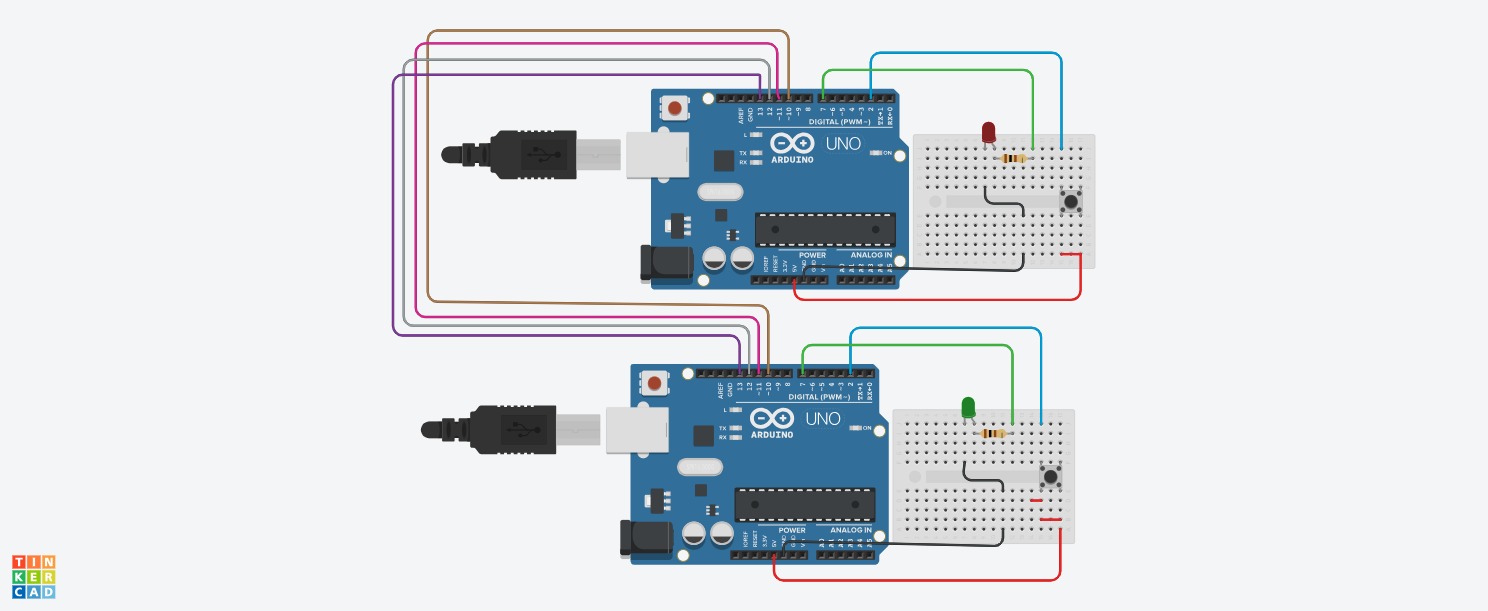 AREF
GND
13
12
~11
~10
~9
8
7
~6
~5
4
~3
2
TX→1
RX←0
DIGITAL (PWM~)
L
TX
RX
ARDUINO
UNO
ON
IOREF
RESET
3.3V
5V
GND
GND
POWER
ANALOG IN
A0
A1
A2
A3
A4
A5
AREF
GND
13
12
~11
~10
~9
8
7
~6
~5
4
~3
2
TX→1
RX←0
DIGITAL (PWM~)
L
TX
RX
ARDUINO
UNO
ON
IOREF
RESET
3.3V
5V
GND
GND
POWER
ANALOG IN
A0
A1
A2
A3
A4
A5
TIN
KER
CAD